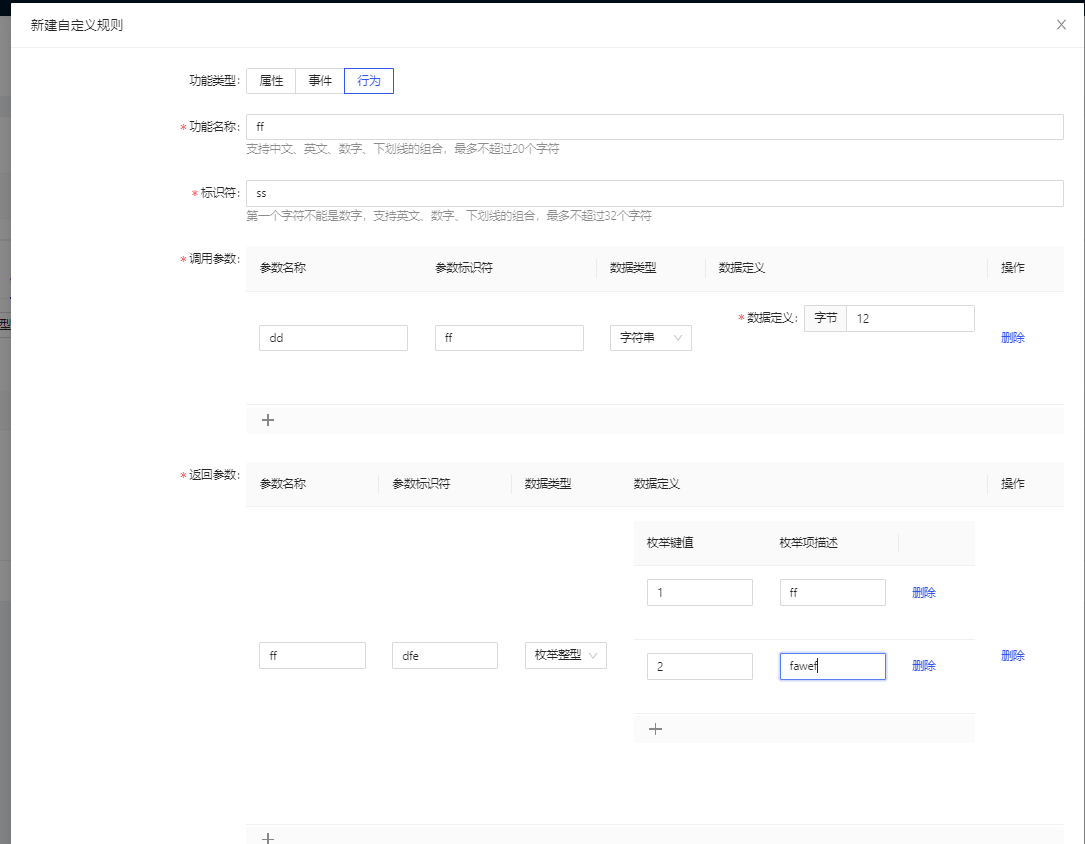 新建自定义规则
功能类型: 属性 事件 行为
* 功能名称: ff
支持中文、英文、数字、下划线的组合，最多不超过20个字符
* 标识符: ss
第一个字符不能是数字，支持英文、数字、下划线的组合，最多不超过32个字符
* 调用参数: 参数名称 参数标识符 数据类型 数据定义 操作
dd ff 字符串 * 数据定义: 字节 12 删除
* 返回参数: 参数名称 参数标识符 数据类型 数据定义 操作
枚举键值 枚举项描述
1 ff 删除
ff dfe 枚举整型 删除
2 fawef 删除
型